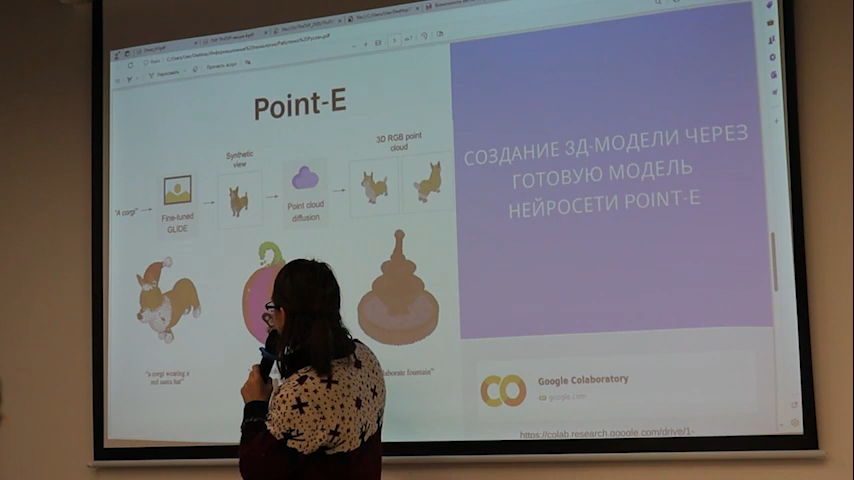 Point-E
Synthetic
view
3D RGB point
cloud
"A corgi"
Fine-tuned
GLIDE
Point cloud
diffusion
"a corgi wearing a
red santa hat"
elaborate fountain"
СОЗДАНИЕ 3Д-МОДЕЛИ ЧЕРЕЗ
ГОТОВУЮ МОДЕЛЬ
НЕЙРОСЕТИ POINT-E
CO
Google Colaboratory
google.com
https://colab.research.google.com/drive/1-